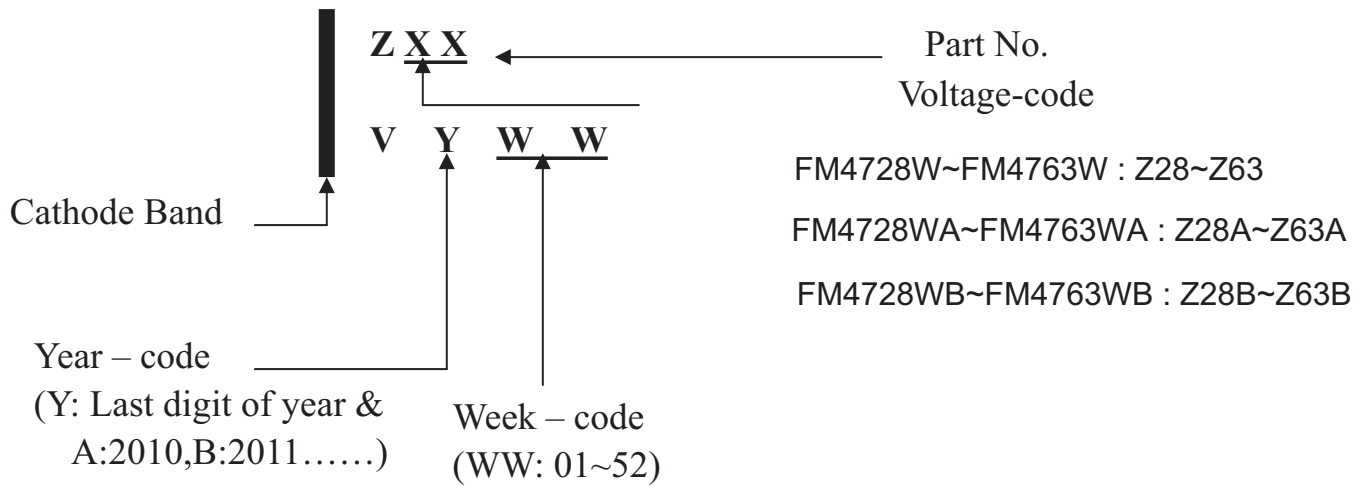 Z X X
Part No.
Voltage-code
V Y W W
FM4728W~FM4763W : Z28~Z63
Cathode Band
FM4728WA~FM4763WA : Z28A~Z63A
FM4728WB~FM4763WB : Z28B~Z63B
Year – code
(Y: Last digit of year &
A:2010,B:2011……)
Week – code
(WW: 01~52)